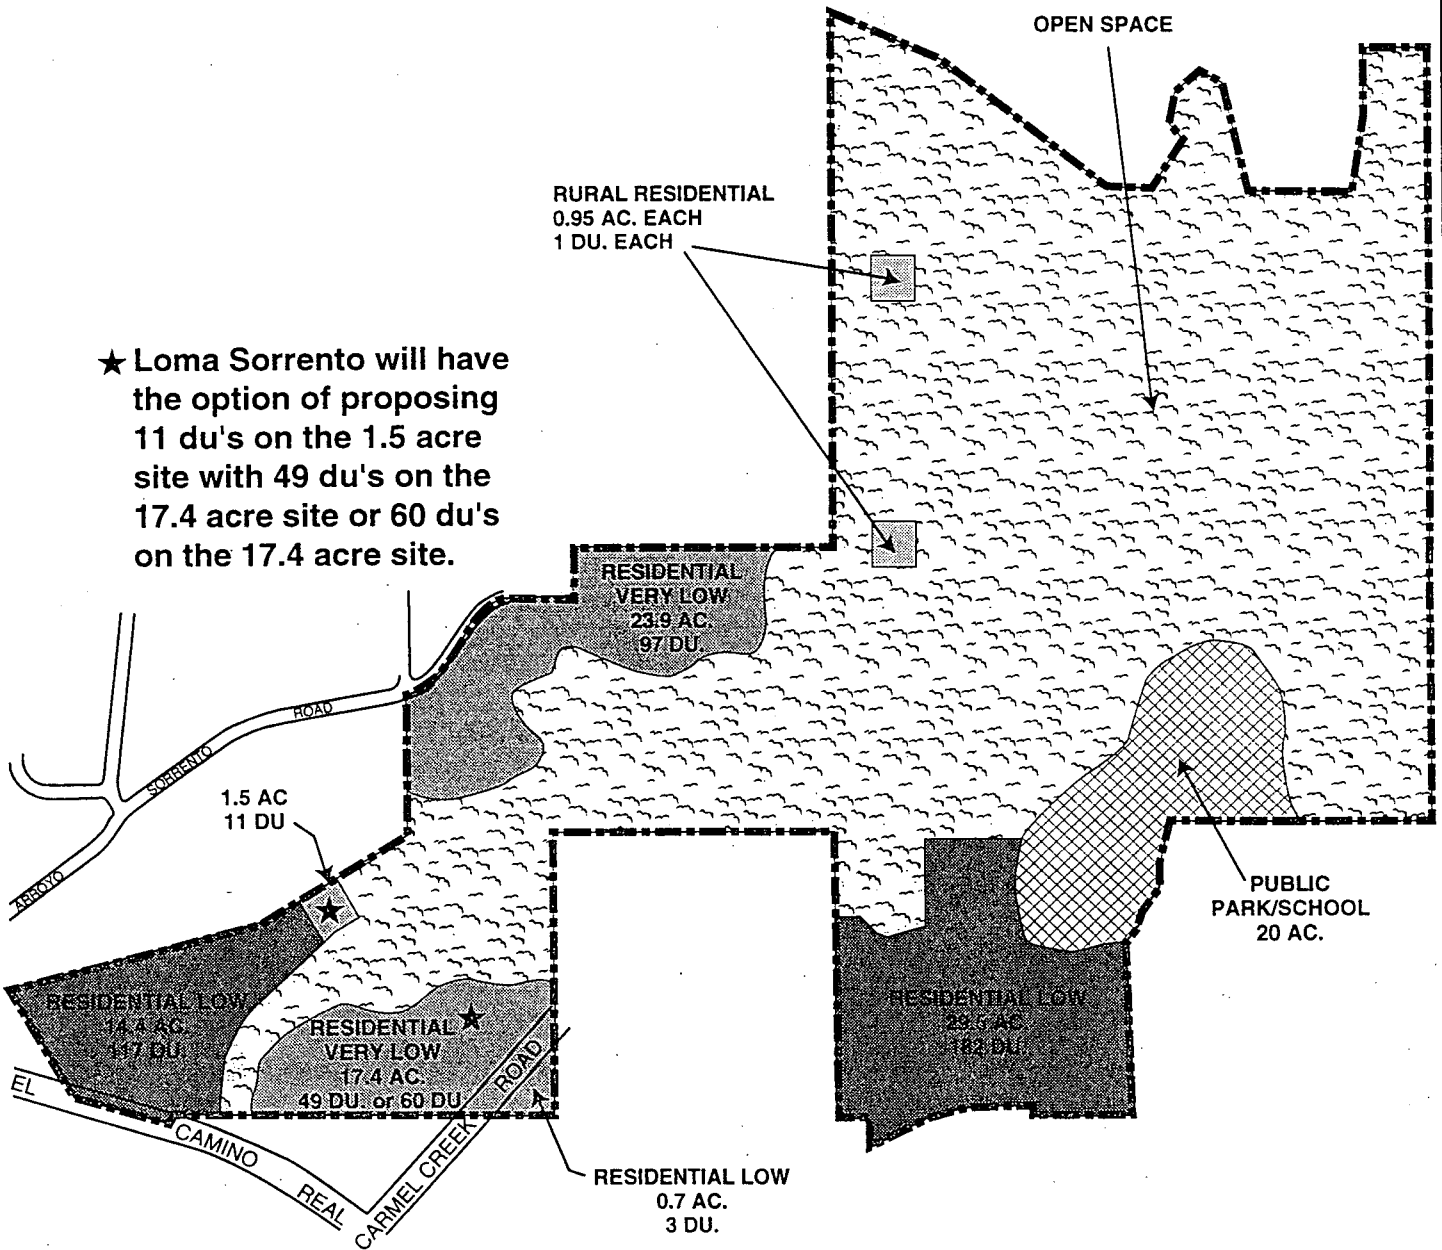 OPEN SPACE
RURAL RESIDENTIAL
0.95 AC. EACH
1 DU. EACH
★ Loma Sorrento will have
the option of proposing
11 du's on the 1.5 acre
site with 49 du's on the
17.4 acre site or 60 du's
on the 17.4 acre site.
RESIDENTIAL
VERY LOW
23.9 AC.
97 DU.
ARROYO SORRENTO ROAD
1.5 AC
11 DU
PUBLIC
PARK/SCHOOL
20 AC.
RESIDENTIAL LOW
14.4 AC.
117 DU.
RESIDENTIAL
VERY LOW
17.4 AC.
49 DU. or 60 DU
RESIDENTIAL LOW
29.5 AC.
182 DU.
EL CAMINO REAL
CARMEL CREEK ROAD
RESIDENTIAL LOW
0.7 AC.
3 DU.